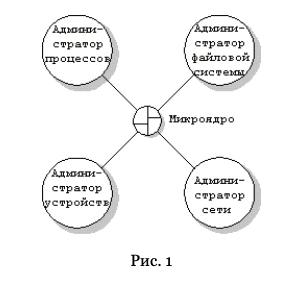 Админи-
стратор
процессов
Админи-
стратор
файловой
системы
Микроядро
Админи-
стратор
устройств
Админи-
стратор
сети
Рис. 1